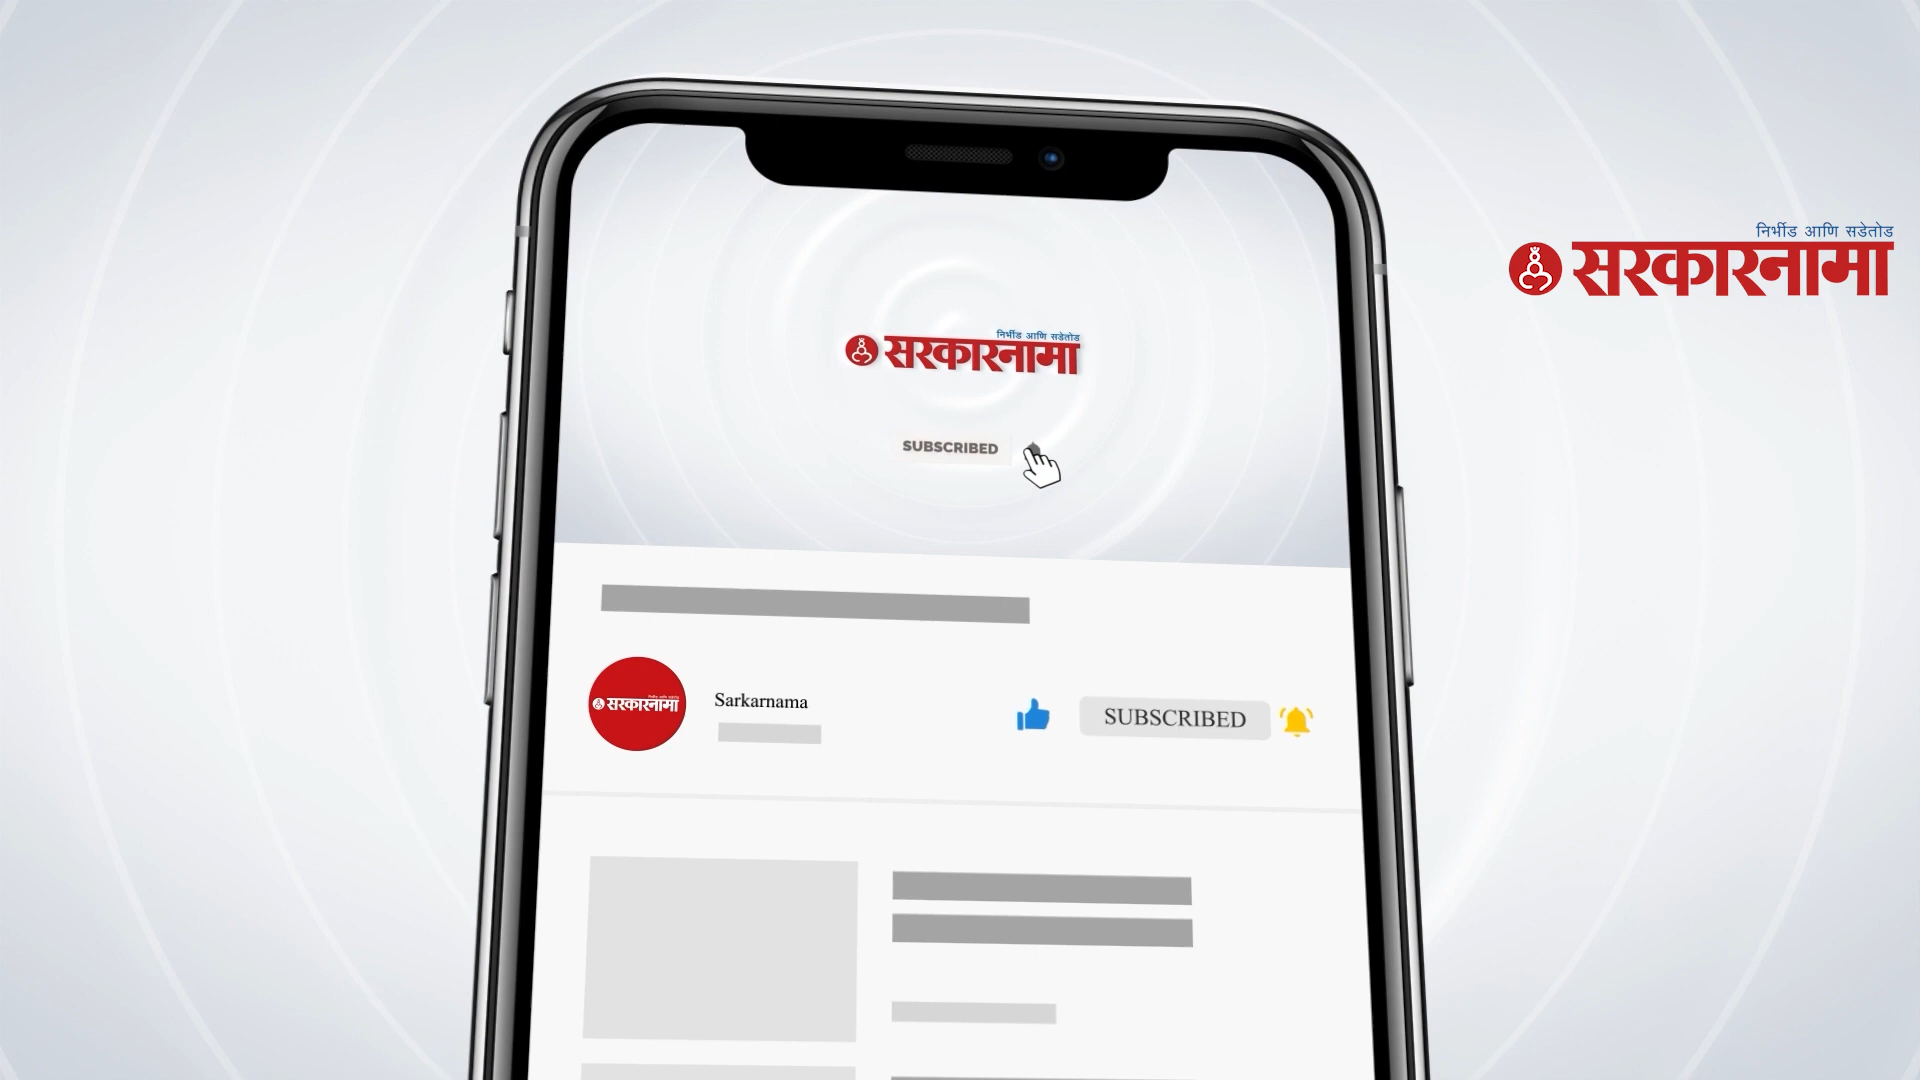 निर्भीड आणि सडेतोड
सरकारनामा
निर्भीड आणि सडेतोड
सरकारनामा
SUBSCRIBED
सरकारनामा
Sarkarnama
SUBSCRIBED